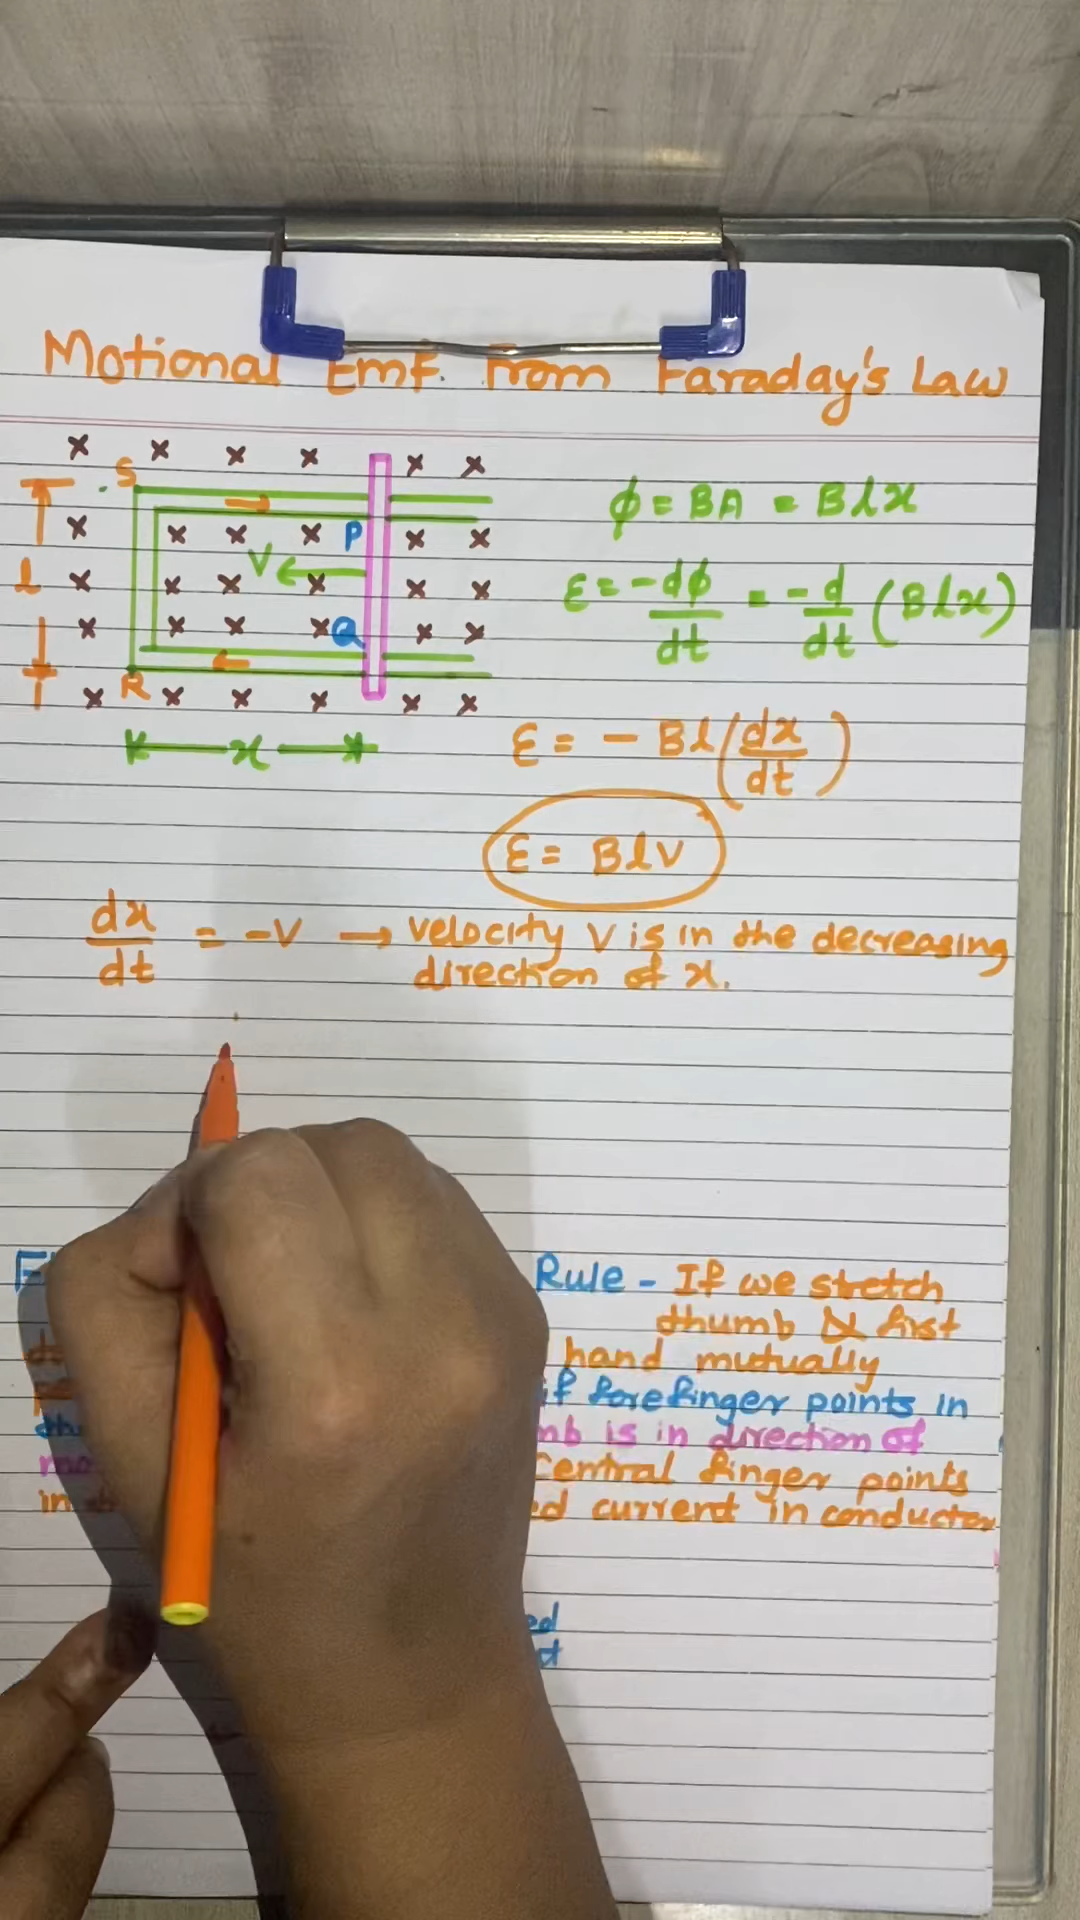 Motional Emf From Faraday's Law
× × × × × ×
S
× × × × P × ×
l × V × × × × ×
× × × × Q × ×
R
× × × × × ×
x
ϕ = BA = Blx
ε = -dϕ/dt = -d/dt (Blx)
ε = - Bl (dx/dt)
ε = BlV
dx/dt = -V → velocity V is in the decreasing
direction of x.
Rule - If we stretch
thumb & first
hand mutually
if forefinger points in
is in direction of
Central finger points
in current in conductor